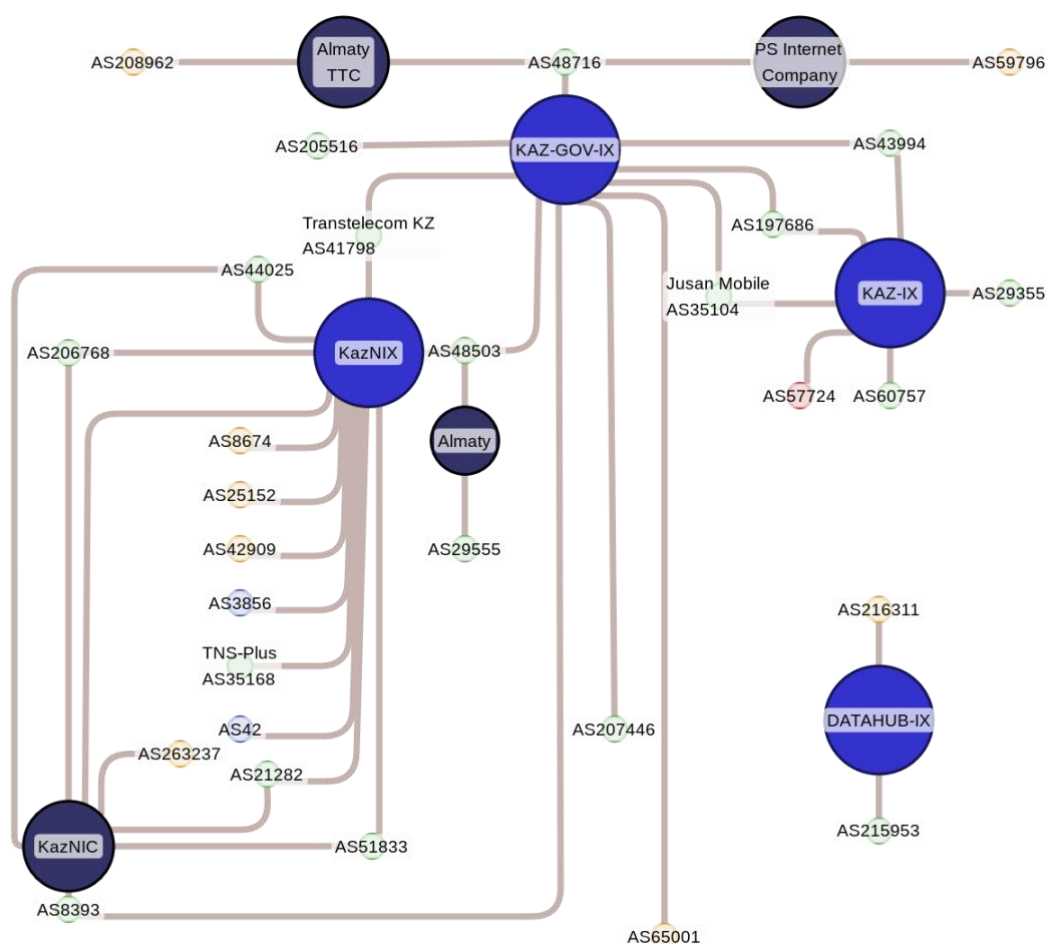 AS208962
Almaty
TTC
AS48716
PS Internet
Company
AS59796
AS205516
KAZ-GOV-IX
AS43994
Transtelecom KZ
AS41798
AS197686
AS44025
Jusan Mobile
AS35104
KAZ-IX
AS29355
AS206768
KazNIX
AS48503
AS57724
AS60757
AS8674
Almaty
AS25152
AS42909
AS29555
AS3856
AS216311
TNS-Plus
AS35168
AS42
AS207446
DATAHUB-IX
AS263237
AS21282
KazNIC
AS51833
AS215953
AS8393
AS65001